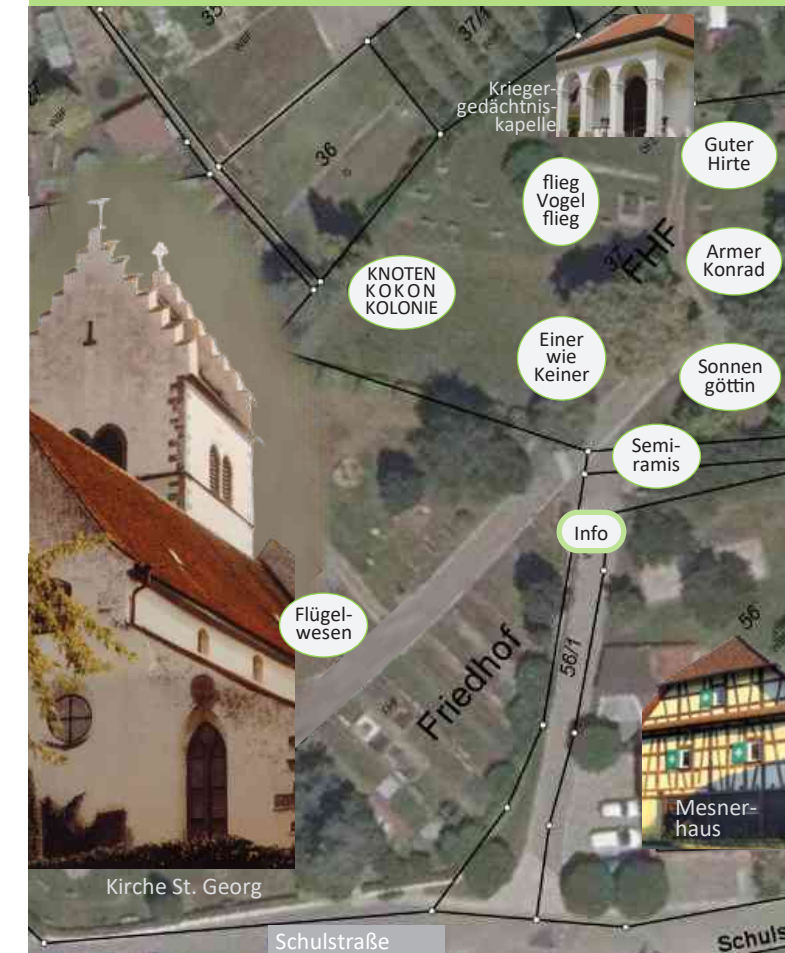 37/1
36
Krieger-
gedächtnis-
kapelle
Guter
Hirte
flieg
Vogel
flieg
37
FHF
Armer
Konrad
KNOTEN
KOKON
KOLONIE
Einer
wie
Keiner
Sonnen
göttin
Semi-
ramis
Info
Flügel-
wesen
Friedhof
56/1
56
Mesner-
haus
Kirche St. Georg
Schulstraße
Schuls